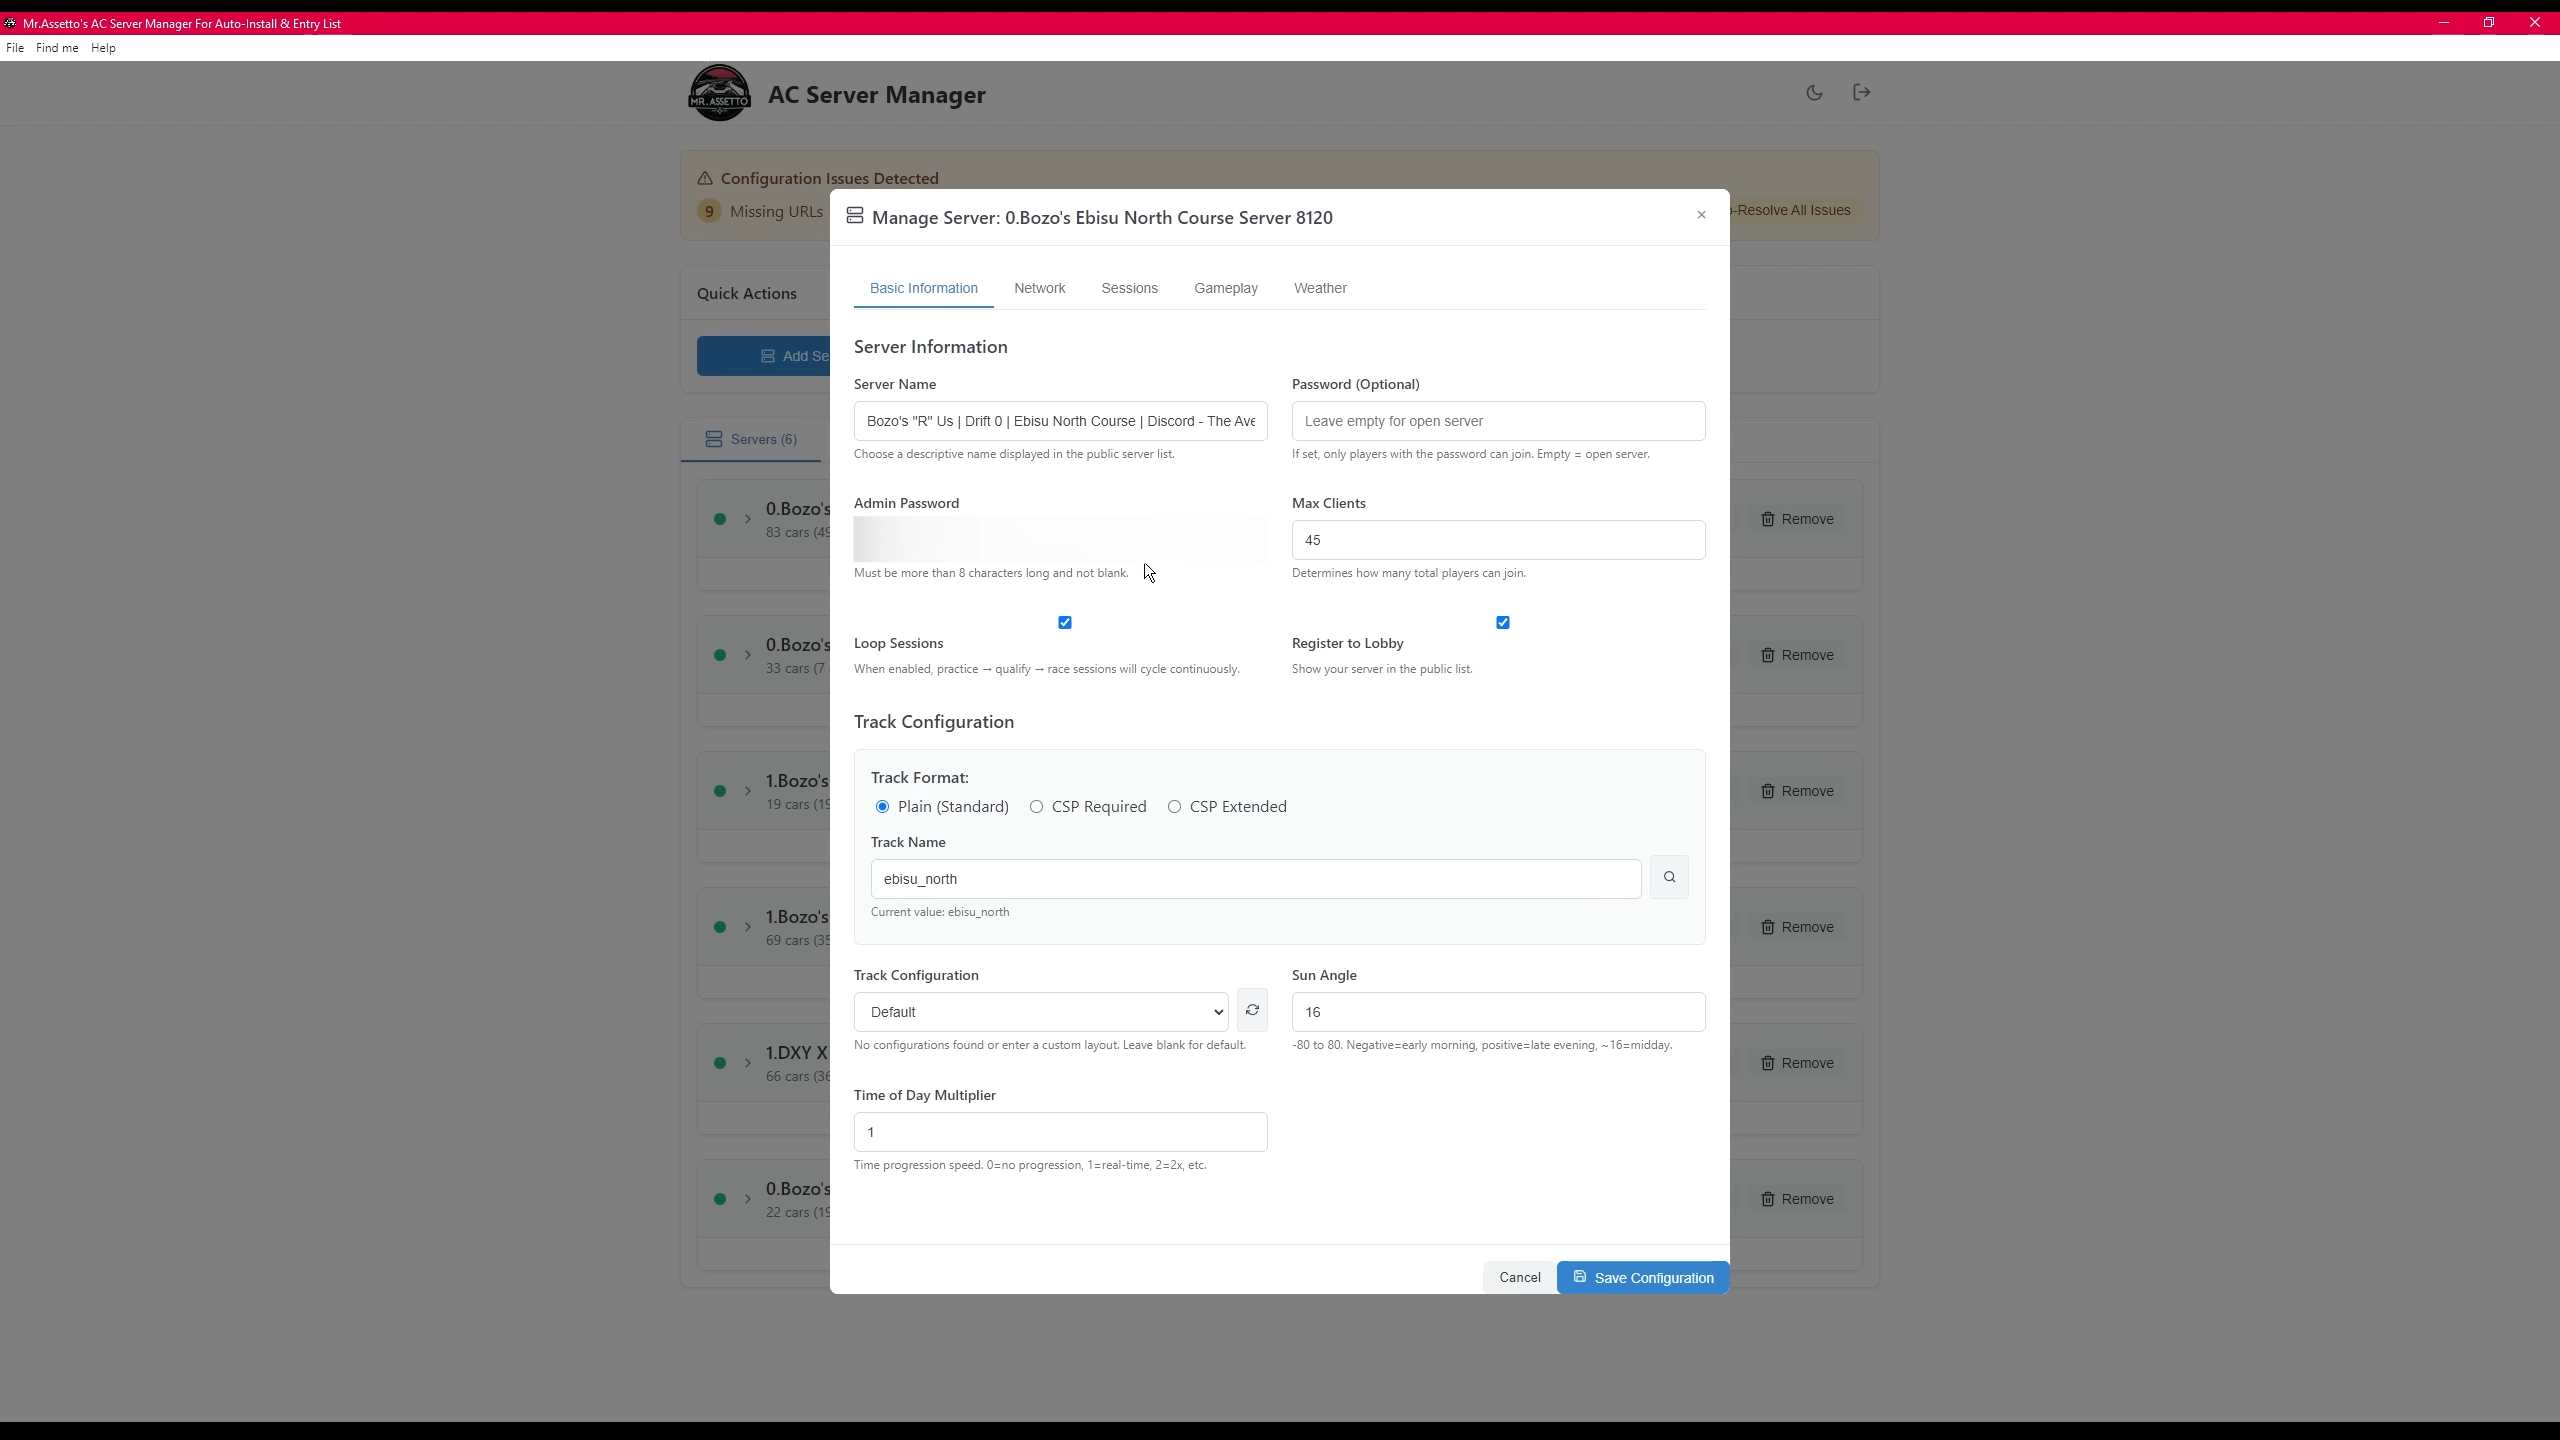 Mr.Assetto's AC Server Manager For Auto-Install & Entry List
File Find me Help
MR. ASSETTO
AC Server Manager
Configuration Issues Detected
9 Missing URLs
-Resolve All Issues
Quick Actions
Add Se
Servers (6)
0.Bozo's
83 cars (49
Remove
0.Bozo's
33 cars (7
Remove
1.Bozo's
19 cars (19
Remove
1.Bozo's
69 cars (35
Remove
1.DXY X
66 cars (36
Remove
0.Bozo's
22 cars (19
Remove
Manage Server: 0.Bozo's Ebisu North Course Server 8120
Basic Information Network Sessions Gameplay Weather
Server Information
Server Name
Bozo's "R" Us | Drift 0 | Ebisu North Course | Discord - The Ave
Choose a descriptive name displayed in the public server list.
Password (Optional)
Leave empty for open server
If set, only players with the password can join. Empty = open server.
Admin Password
Must be more than 8 characters long and not blank.
Max Clients
45
Determines how many total players can join.
Loop Sessions
When enabled, practice → qualify → race sessions will cycle continuously.
Register to Lobby
Show your server in the public list.
Track Configuration
Track Format:
Plain (Standard) CSP Required CSP Extended
Track Name
ebisu_north
Current value: ebisu_north
Track Configuration
Default
No configurations found or enter a custom layout. Leave blank for default.
Sun Angle
16
-80 to 80. Negative=early morning, positive=late evening, ~16=midday.
Time of Day Multiplier
1
Time progression speed. 0=no progression, 1=real-time, 2=2x, etc.
Cancel Save Configuration